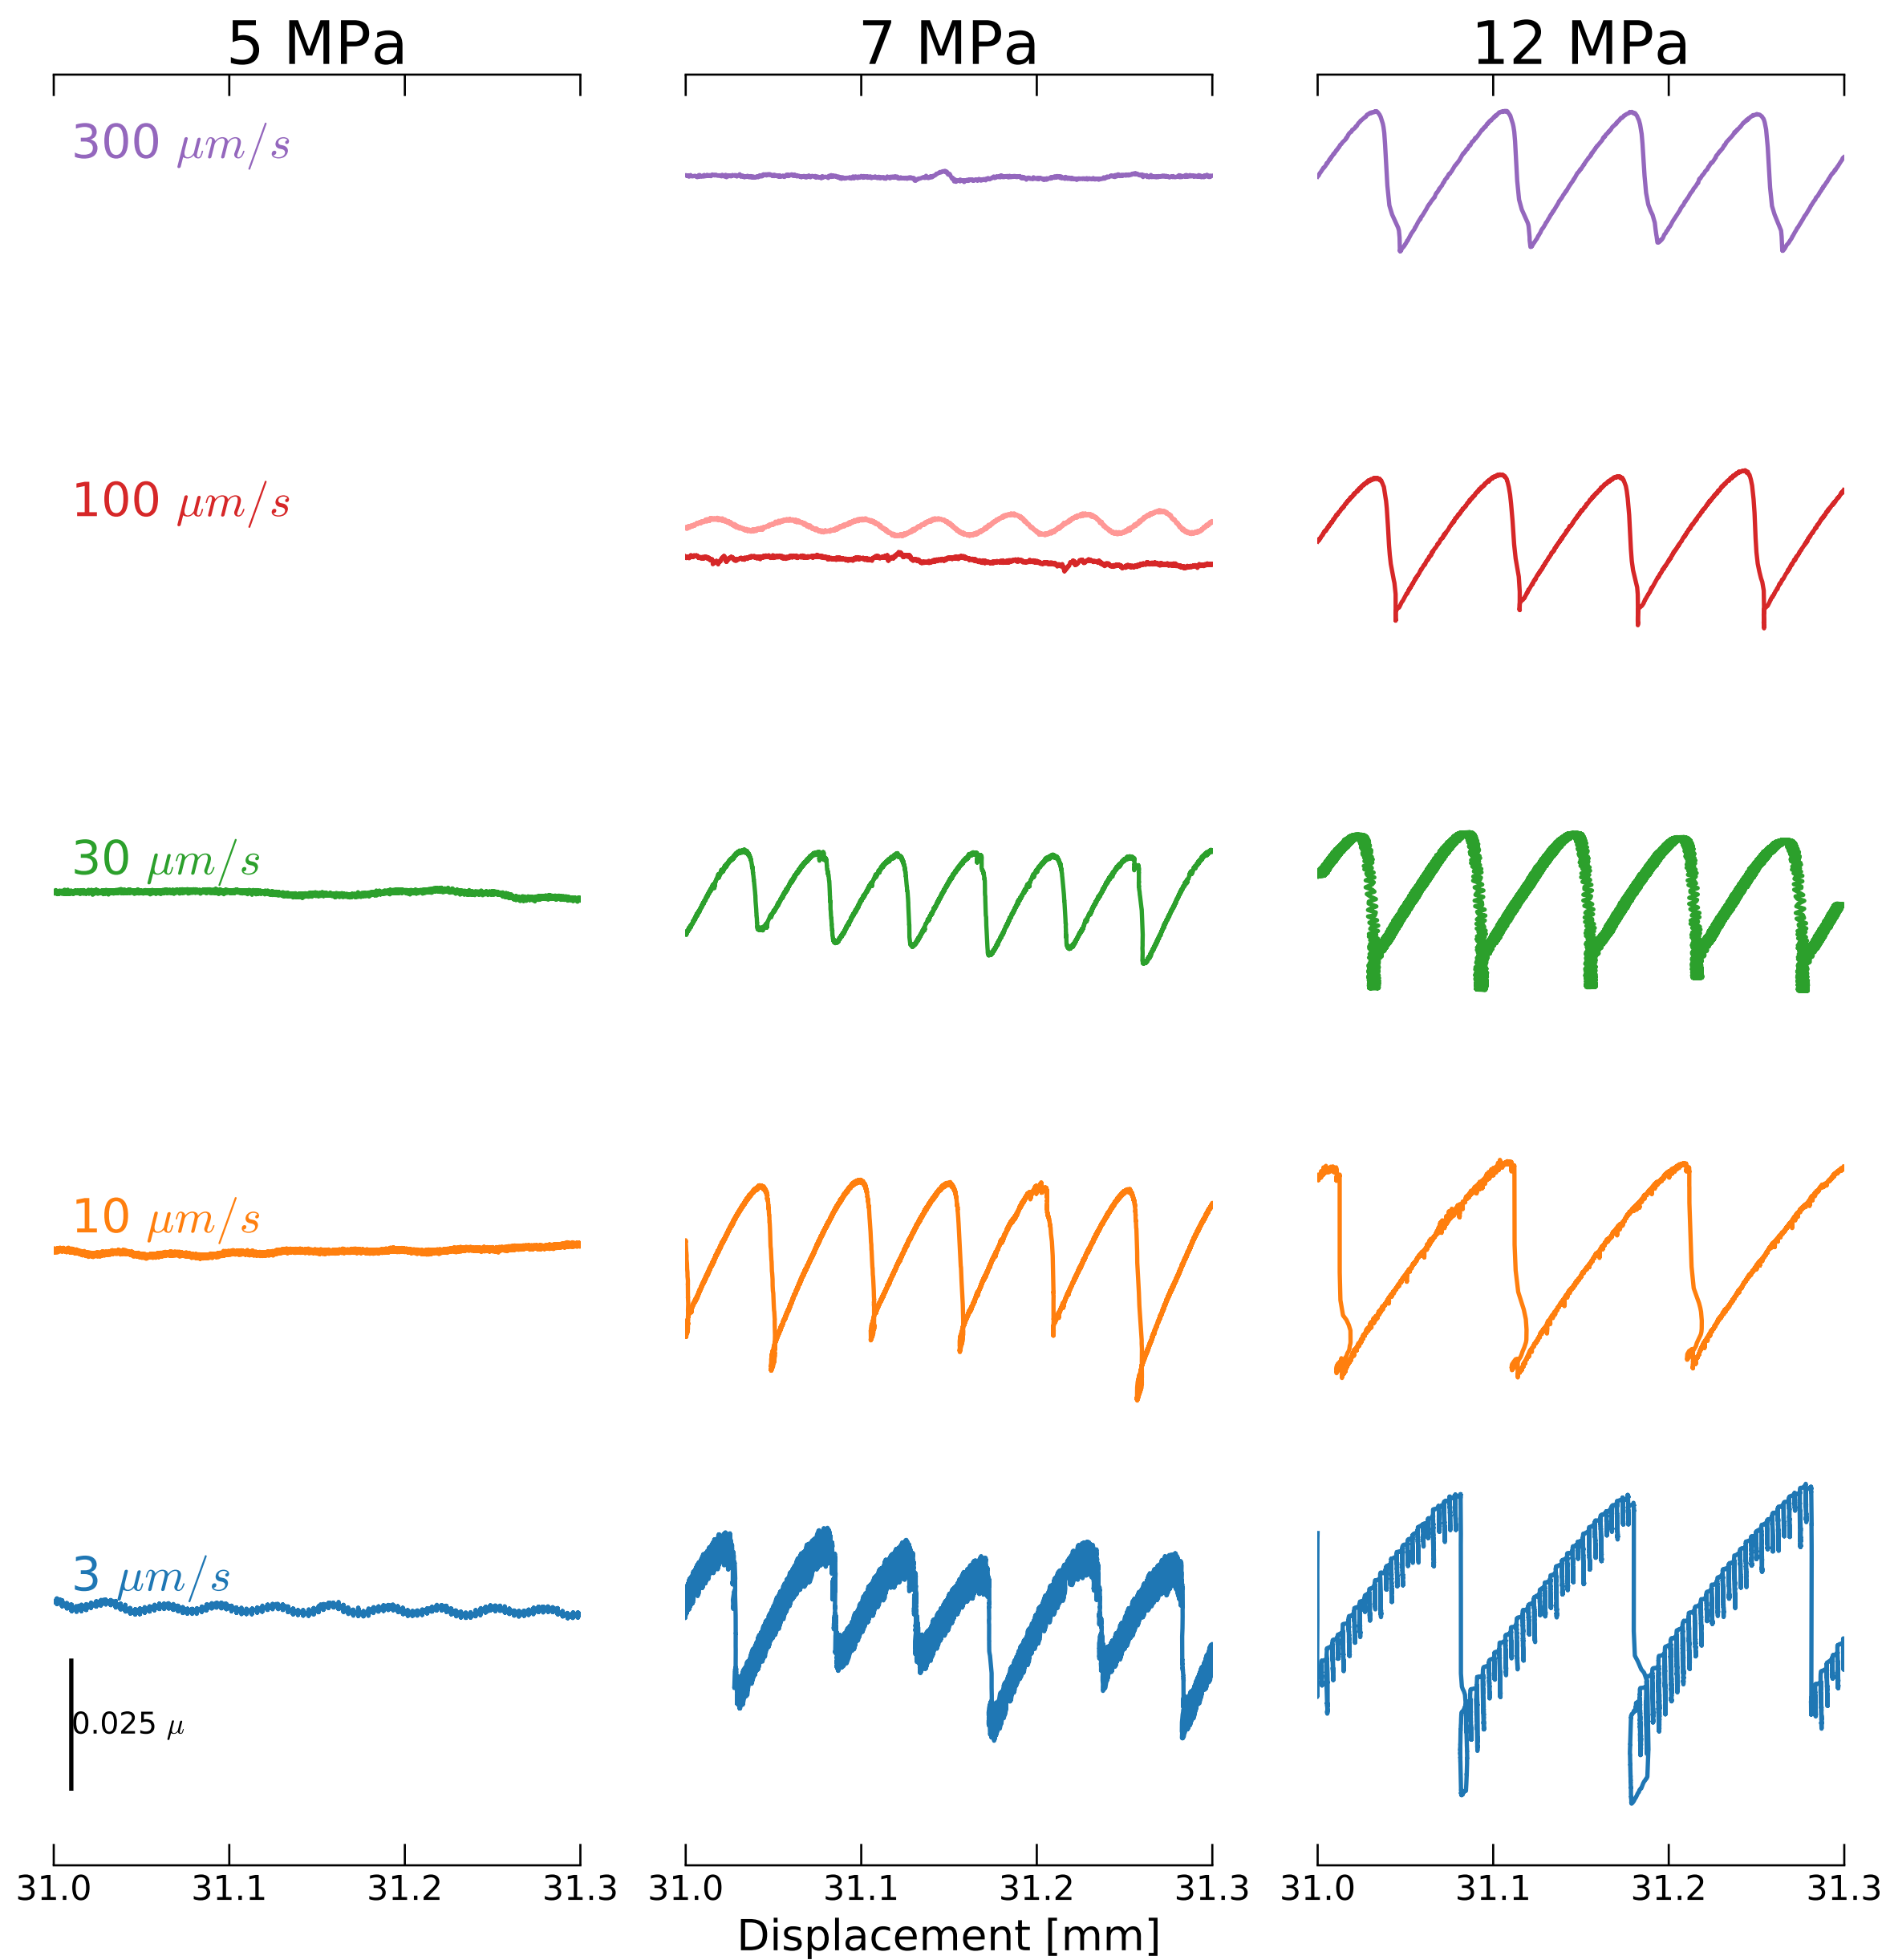 5 MPa 7 MPa 12 MPa
300 μm/s
100 μm/s
30 μm/s
10 μm/s
3 μm/s
0.025 μ
31.0 31.1 31.2 31.3 31.0 31.1 31.2 31.3 31.0 31.1 31.2 31.3
Displacement [mm]